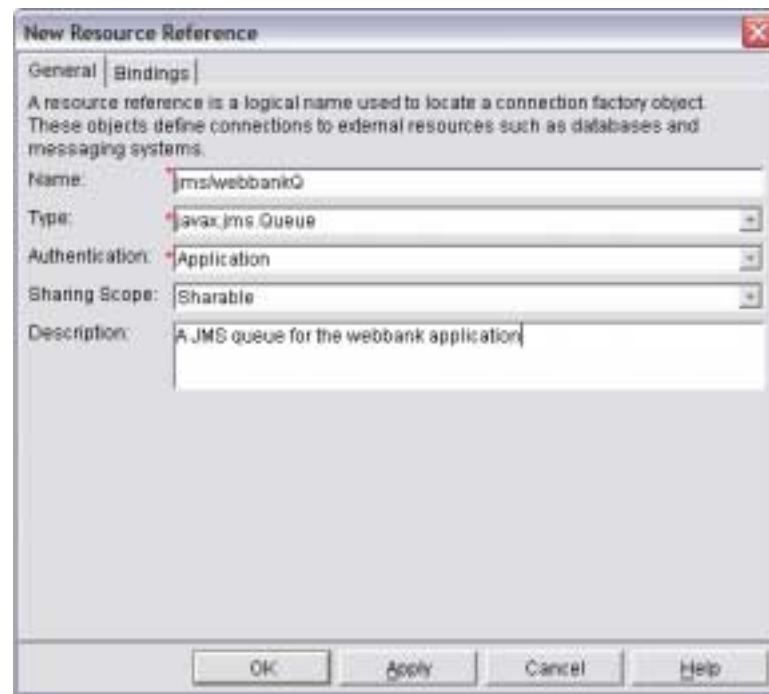 New Resource Reference
General Bindings
A resource reference is a logical name used to locate a connection factory object.
These objects define connections to external resources such as databases and
messaging systems.
Name: *jms/webbankQ
Type: *javax.jms.Queue
Authentication: *Application
Sharing Scope: Sharable
Description: A JMS queue for the webbank application
OK Apply Cancel Help